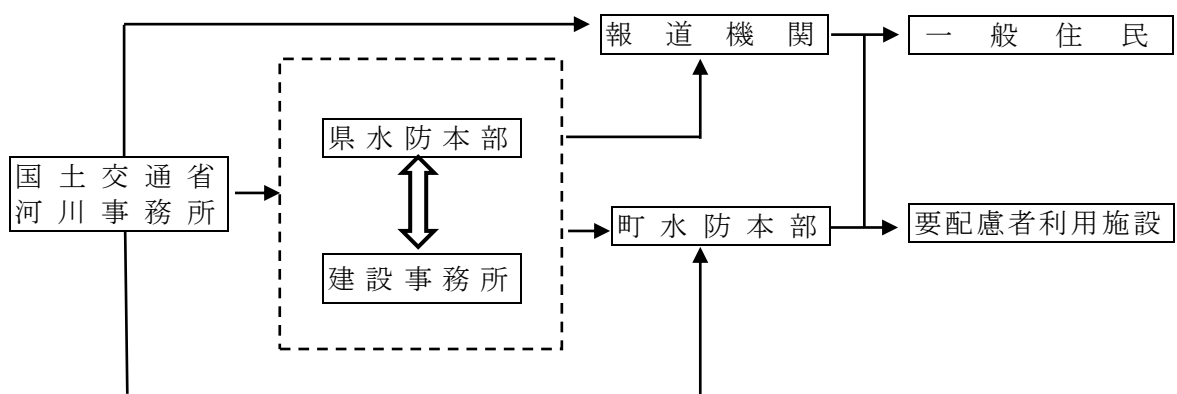 報道機関
一般住民
県水防本部
国土交通省
河川事務所
町水防本部
要配慮者利用施設
建設事務所